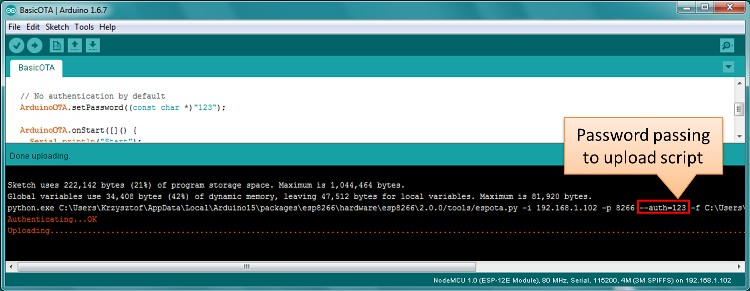 BasicOTA | Arduino 1.6.7
File Edit Sketch Tools Help
BasicOTA
// No authentication by default
ArduinoOTA.setPassword((const char *)"123");
ArduinoOTA.onStart([]() {
Serial.println("Start");
Password passing
to upload script
Done uploading.
Sketch uses 222,142 bytes (21%) of program storage space. Maximum is 1,044,464 bytes.
Global variables use 34,408 bytes (42%) of dynamic memory, leaving 47,512 bytes for local variables. Maximum is 81,920 bytes.
python.exe C:\Users\Krzysztof\AppData\Local\Arduino15\packages\esp8266\hardware\esp8266\2.0.0/tools/espota.py -i 192.168.1.102 -p 8266 --auth=123 -f C:\Users\
Authenticating...OK
Uploading................................................................................................
NodeMCU 1.0 (ESP-12E Module), 80 MHz, Serial, 115200, 4M (3M SPIFFS) on 192.168.1.102